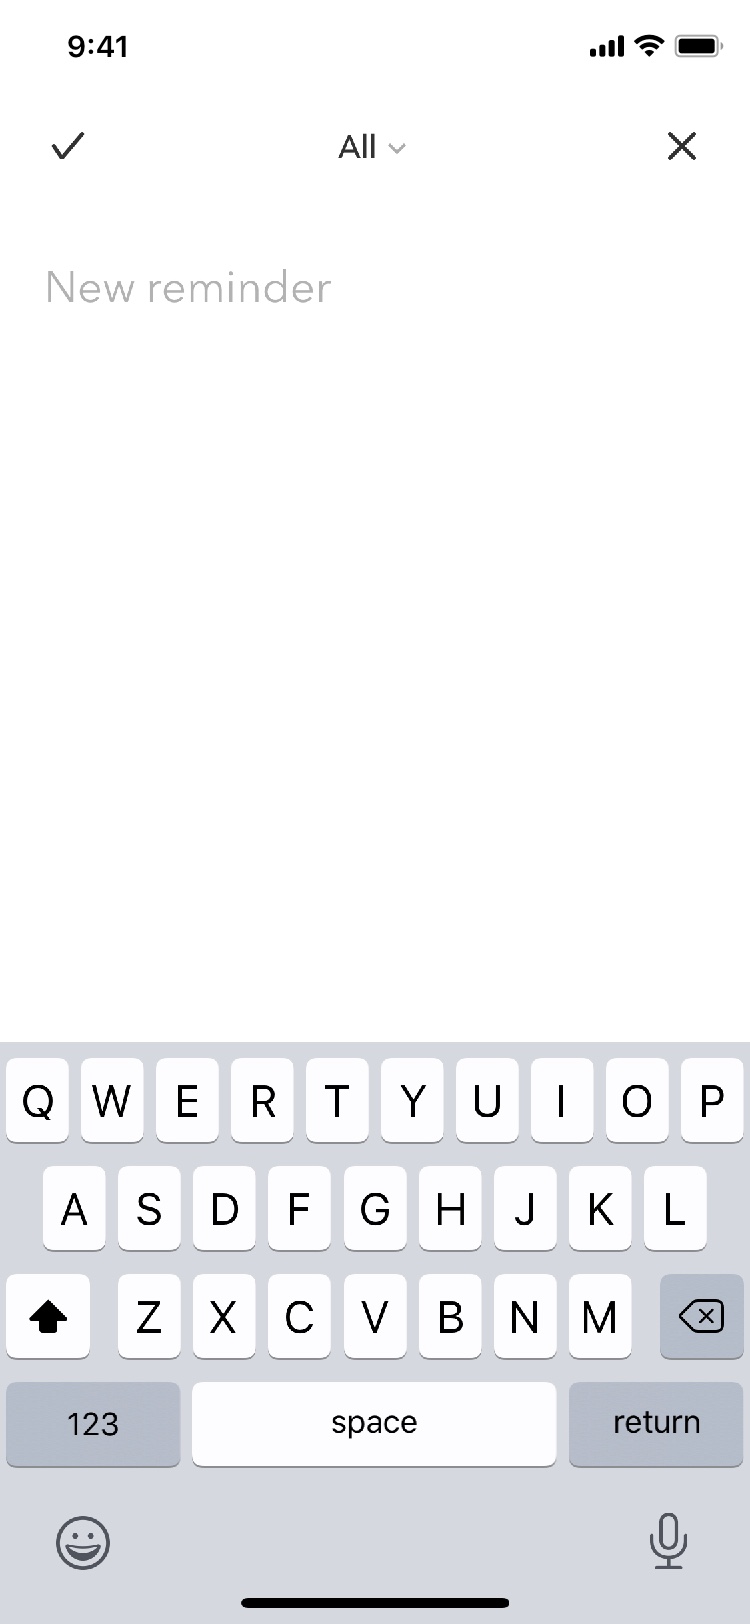 9:41
All
New reminder
Q W E R T Y U I O P
A S D F G H J K L
Z X C V B N M
123 space return